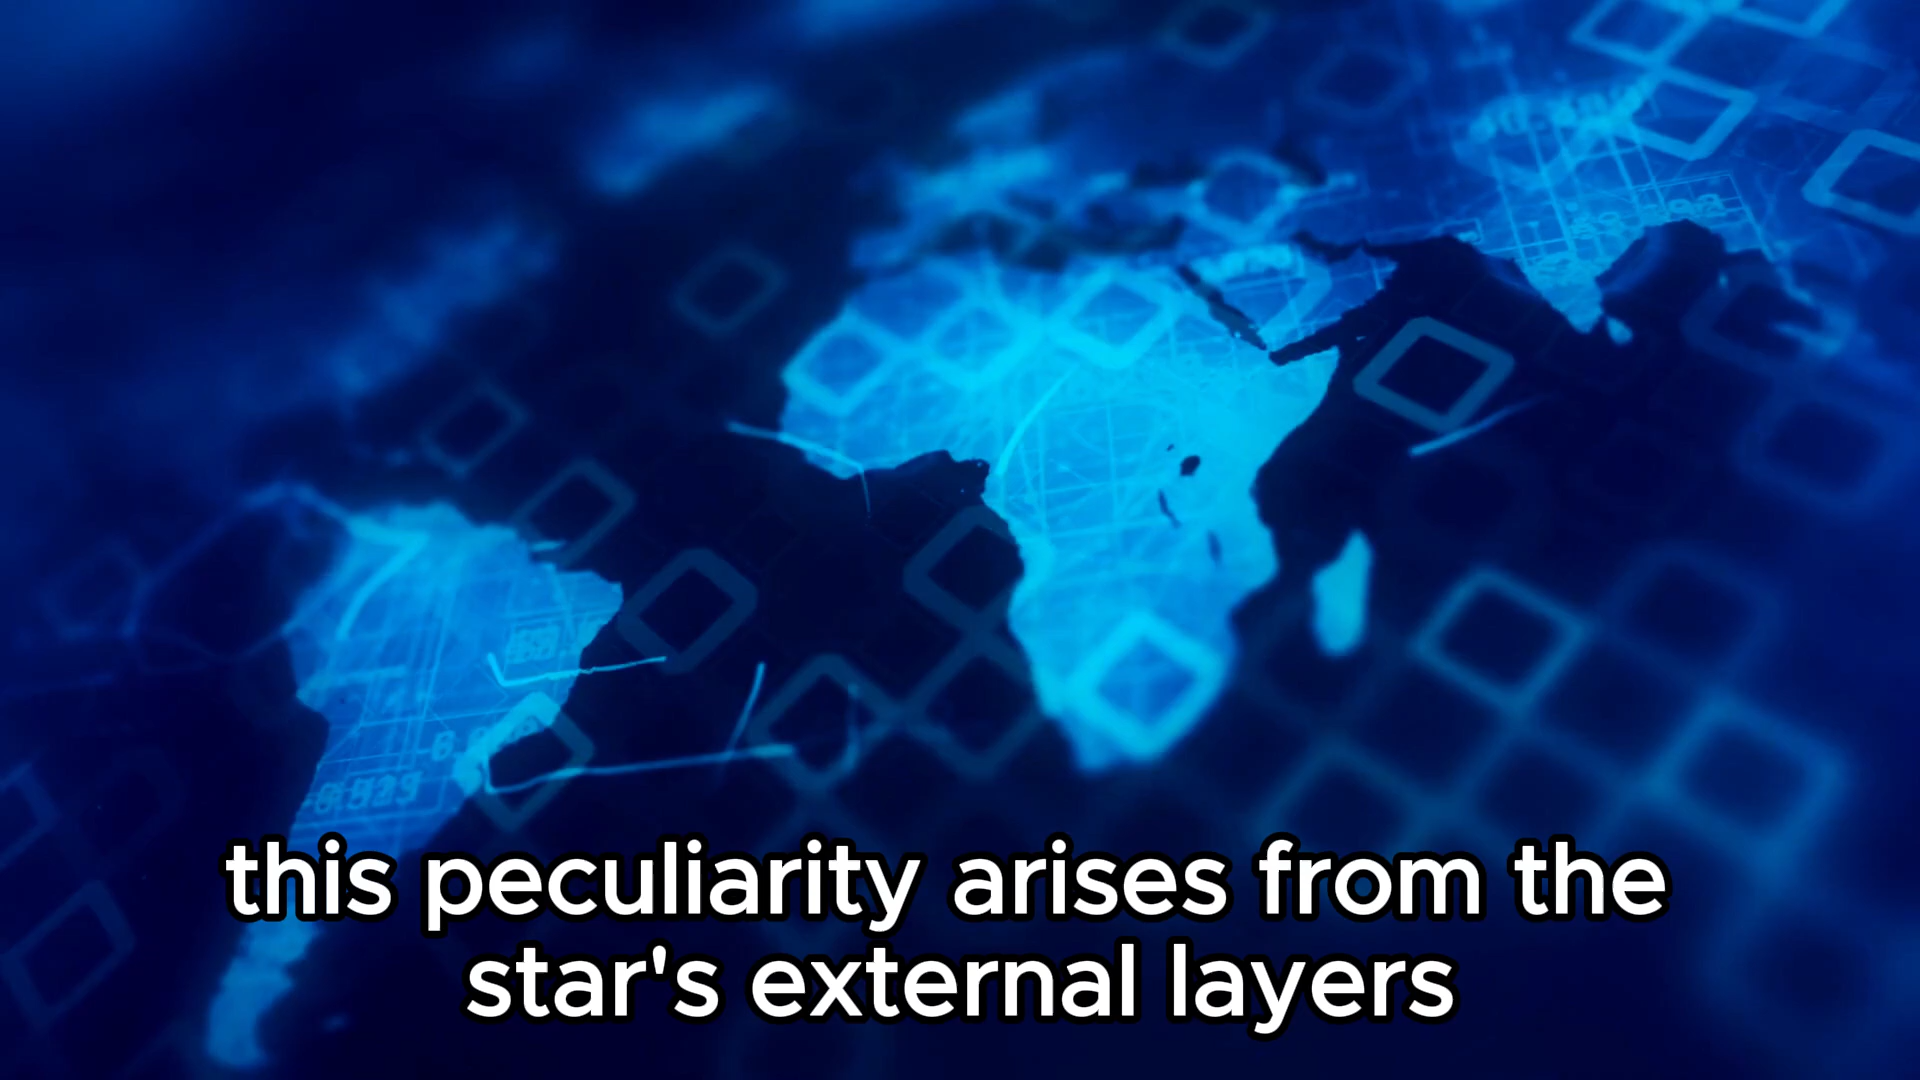 this peculiarity arises from the
star's external layers